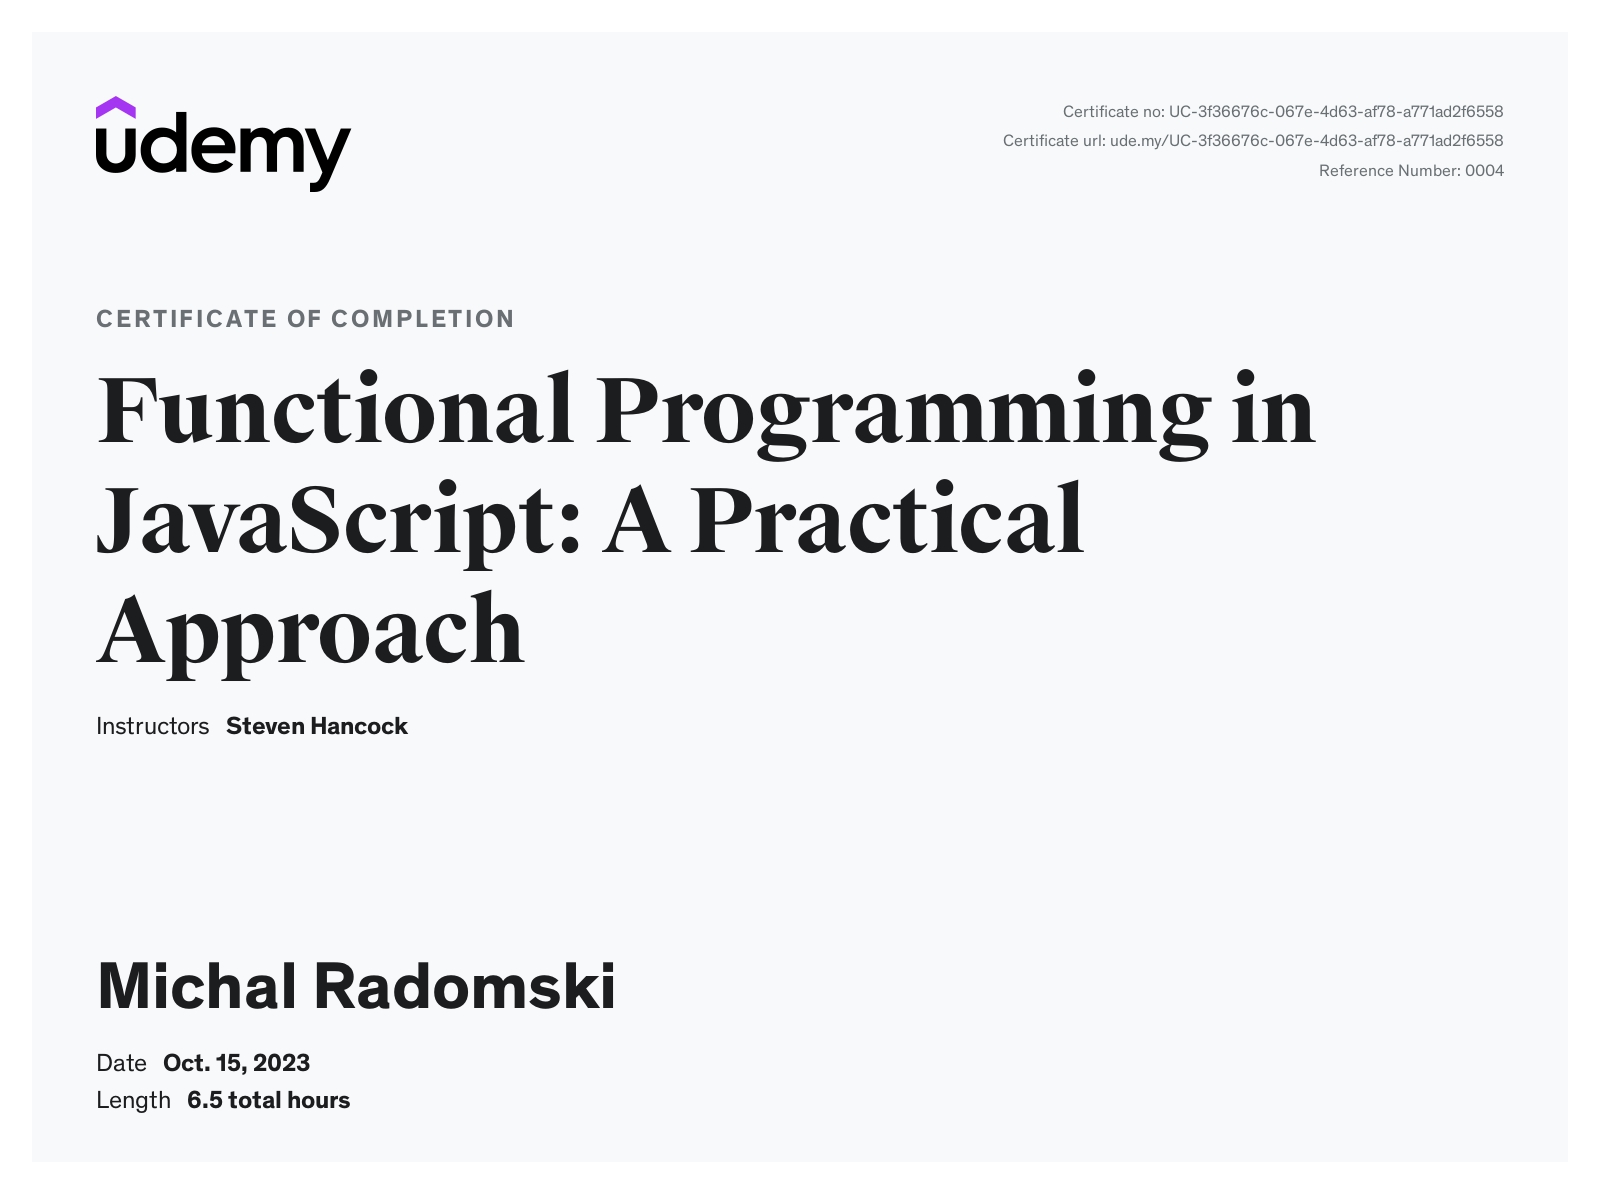 udemy
Certificate no: UC-3f36676c-067e-4d63-af78-a771ad2f6558
Certificate url: ude.my/UC-3f36676c-067e-4d63-af78-a771ad2f6558
Reference Number: 0004
CERTIFICATE OF COMPLETION
Functional Programming in
JavaScript: A Practical
Approach
Instructors Steven Hancock
Michal Radomski
Date Oct. 15, 2023
Length 6.5 total hours